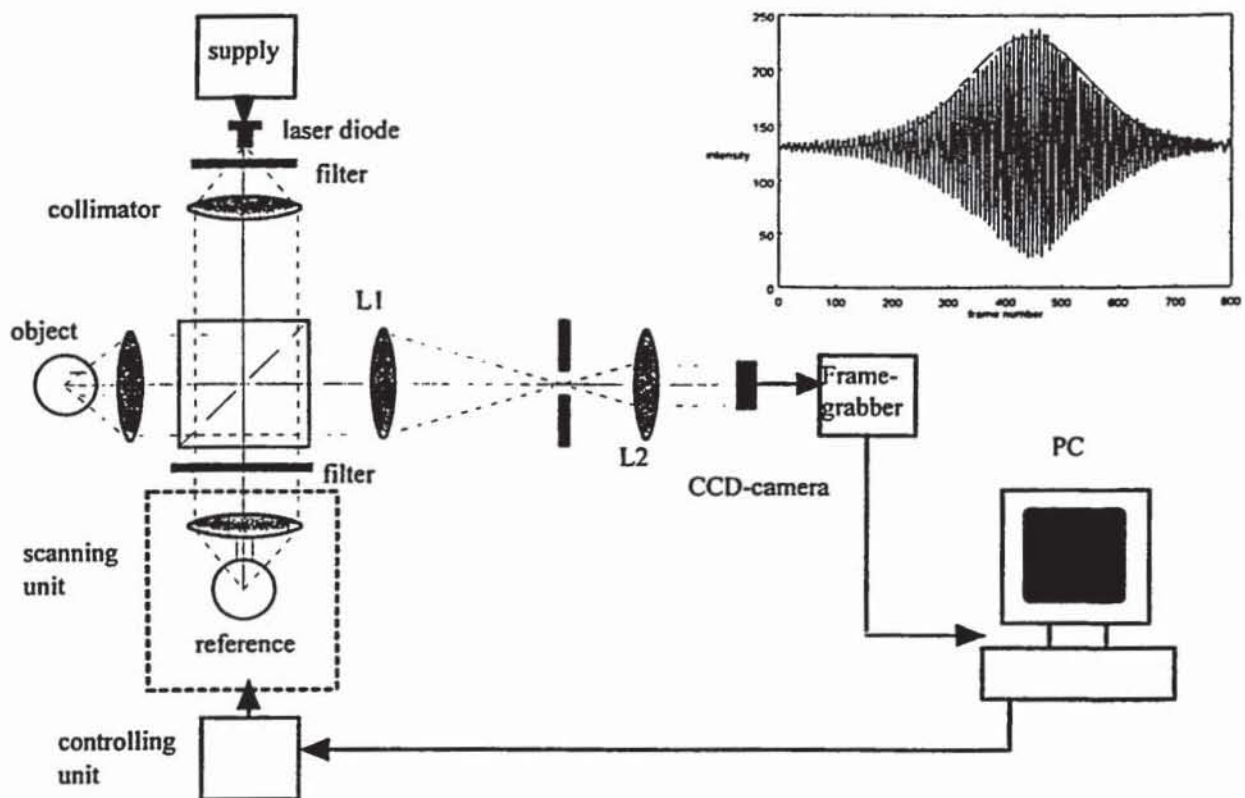 supply
laser diode
filter
collimator
L1
object
L2
Frame-
grabber
filter
CCD-camera
PC
scanning
unit
reference
controlling
unit
250
200
150
intensity
100
50
0
0 100 200 300 400 500 600 700 800
frame number